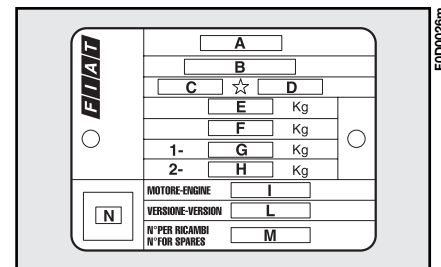 FIAT
A
B
C ☆ D
E Kg
F Kg
1- G Kg
2- H Kg
MOTORE-ENGINE I
VERSIONE-VERSION L
N
N° PER RICAMBI
N° FOR SPARES M
F0D0026m